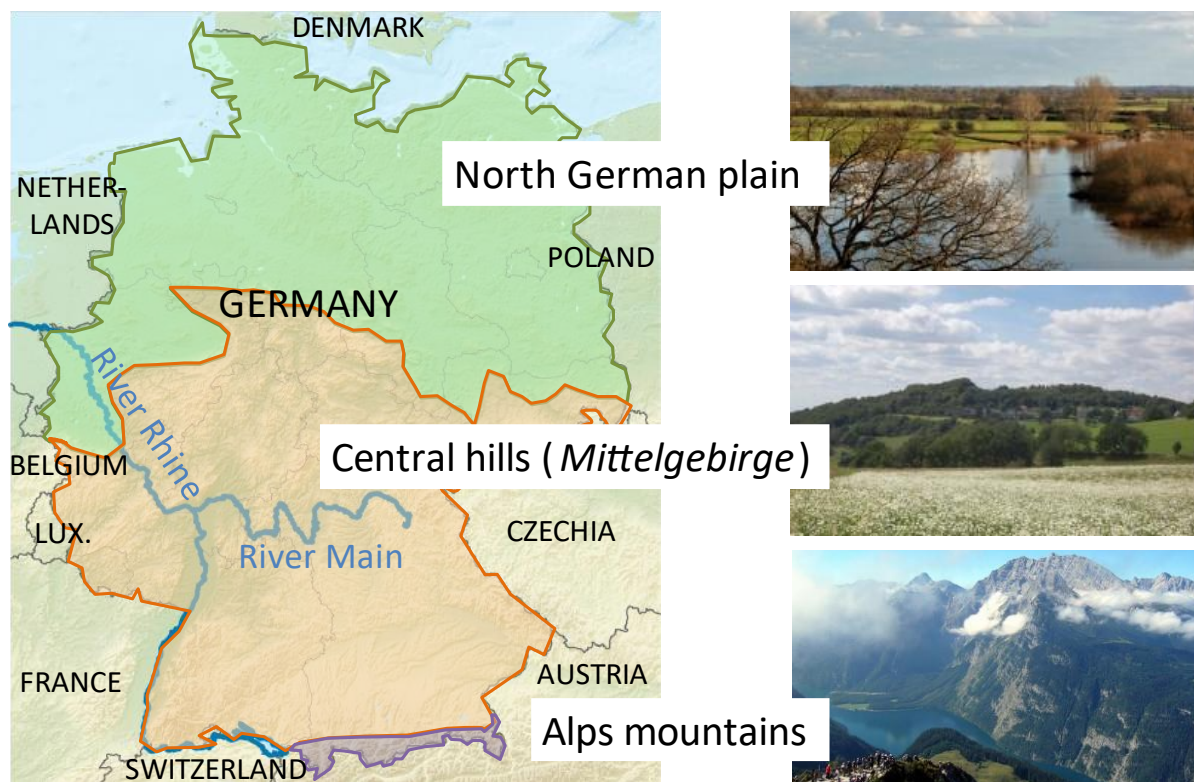 DENMARK
North German plain
NETHER-
LANDS
POLAND
GERMANY
River Rhine
Central hills (Mittelgebirge)
BELGIUM
LUX.
CZECHIA
River Main
FRANCE
AUSTRIA
Alps mountains
SWITZERLAND